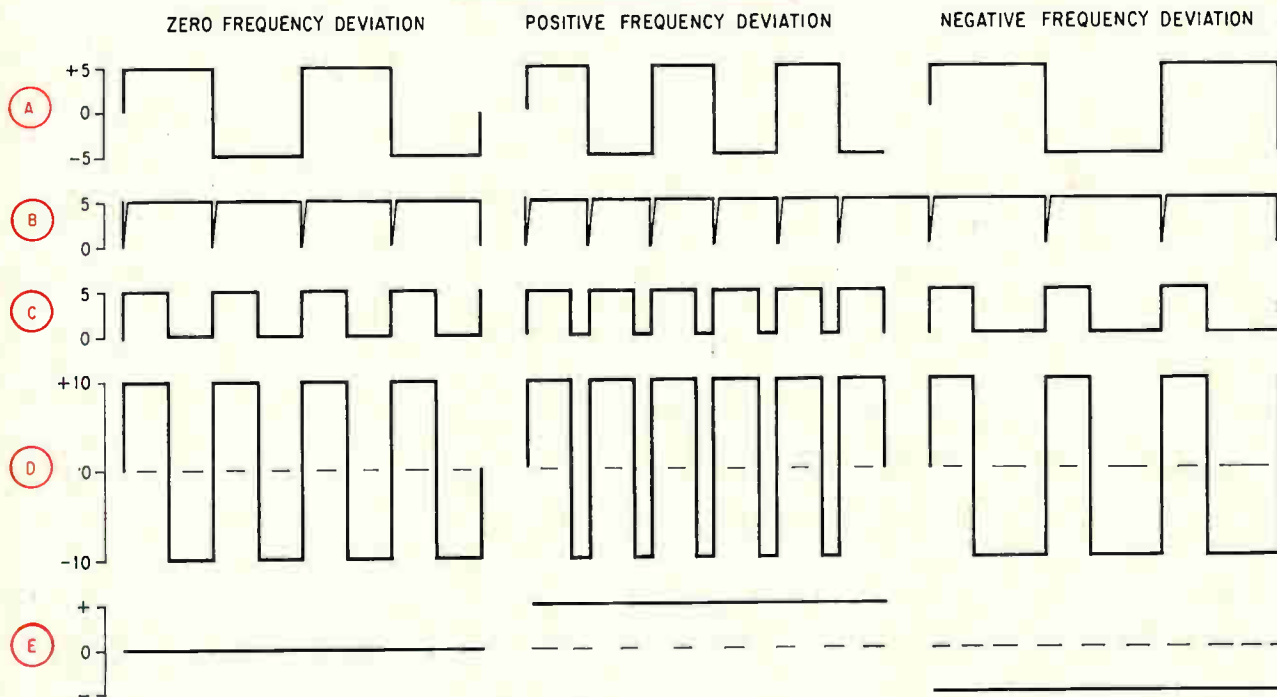 ZERO FREQUENCY DEVIATION
POSITIVE FREQUENCY DEVIATION
NEGATIVE FREQUENCY DEVIATION
A
+5
0
-5
B
5
0
C
5
0
D
+10
0
-10
E
+
0
-